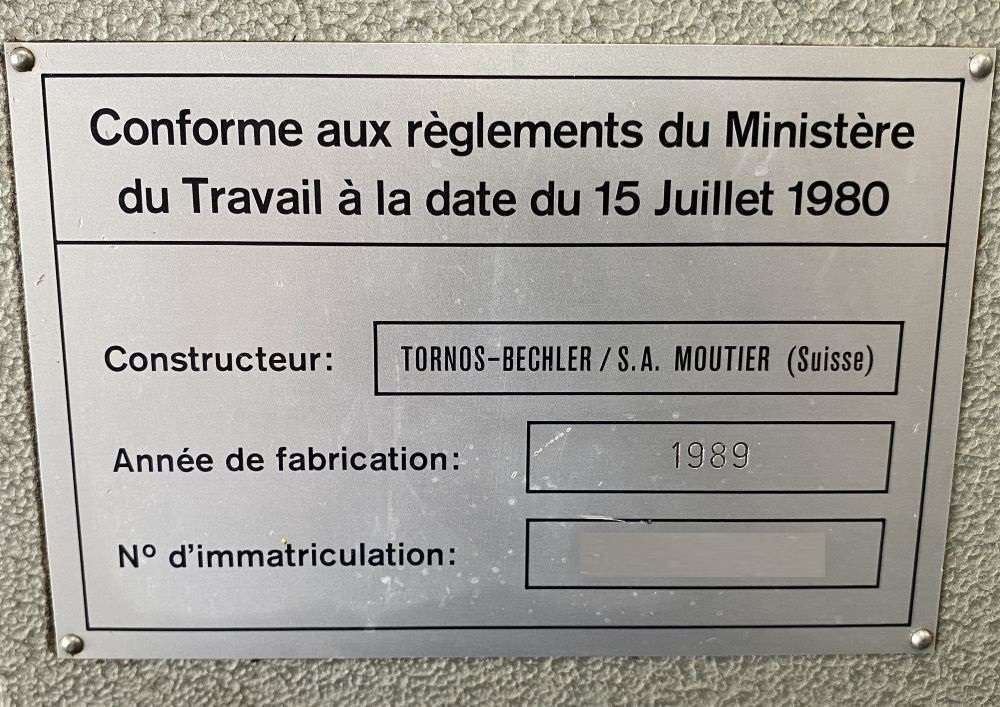 Conforme aux règlements du Ministère
du Travail à la date du 15 Juillet 1980
Constructeur: TORNOS-BECHLER / S.A. MOUTIER (Suisse)
Année de fabrication: 1989
Nº d'immatriculation: